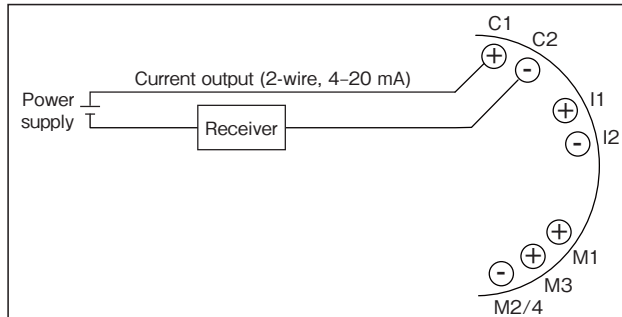 C1
C2
Current output (2-wire, 4–20 mA)
Power
supply
Receiver
I1
I2
M1
M3
M2/4